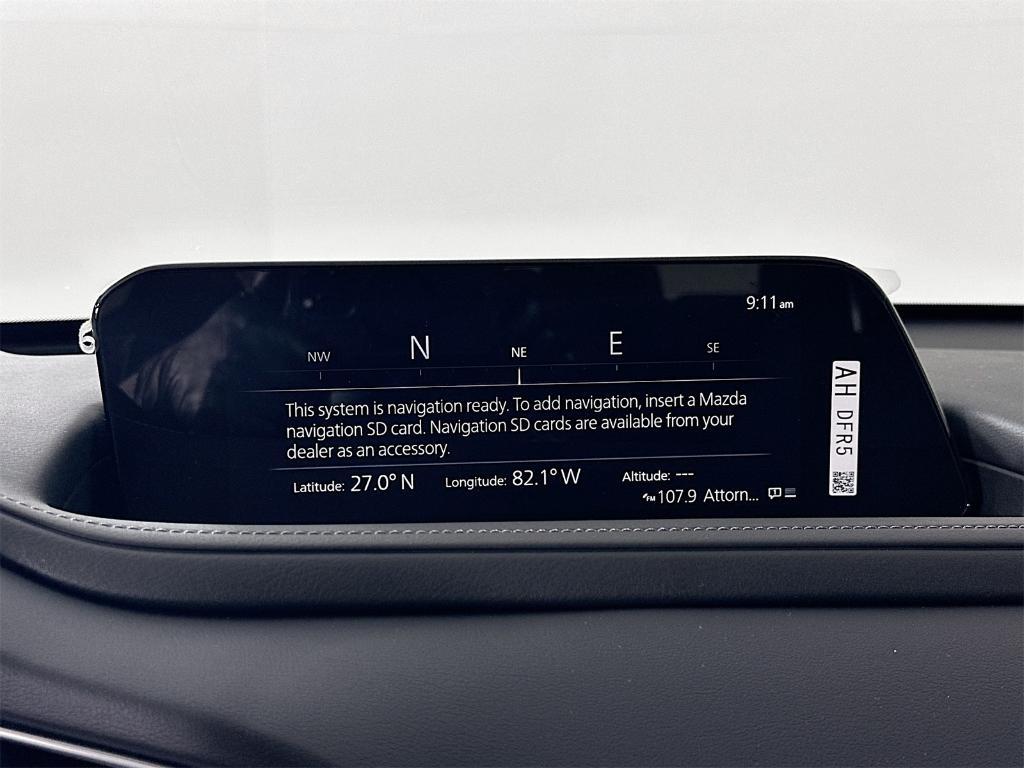 9:11am
NW N NE E SE
This system is navigation ready. To add navigation, insert a Mazda
navigation SD card. Navigation SD cards are available from your
dealer as an accessory.
Latitude: 27.0° N Longitude: 82.1° W Altitude: ---
FM 107.9 Attorn...
AH DFR5